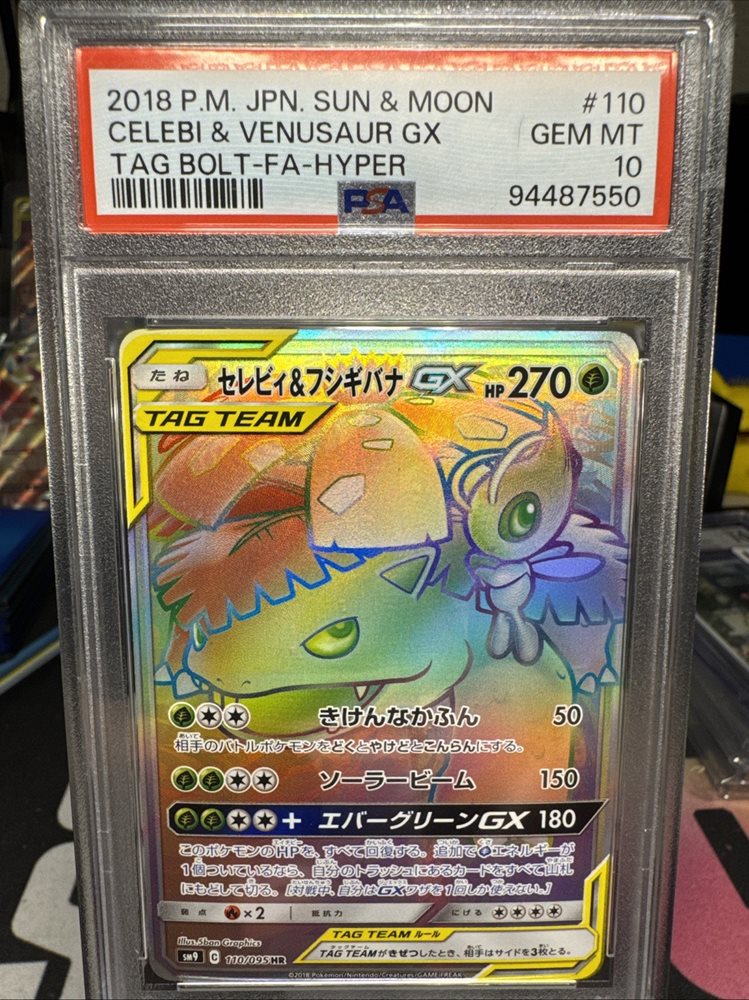 2018 P.M. JPN. SUN & MOON #110
CELEBI & VENUSAUR GX GEM MT
TAG BOLT-FA-HYPER 10
PSA 94487550
たね セレビィ&フシギバナGX HP270
TAG TEAM
きけんなかふん 50
相手のバトルポケモンをどくとやけどとこんらんにする。
ソーラービーム 150
+ エバーグリーンGX 180
このポケモンのHPを、すべて回復する。追加でエネルギーが
1個ついているなら、自分のトラッシュにあるカードをすべて山札
にもどして切る。[対戦中、自分はGXワザを1回しか使えない。]
弱点 ×2 抵抗力 にげる
TAG TEAM ルール
Illus. 5ban Graphics
TAG TEAMがきぜつしたとき、相手はサイドを3枚とる。
SM9 C 110/095 HR
©2018 Pokémon/Nintendo/Creatures/GAME FREAK